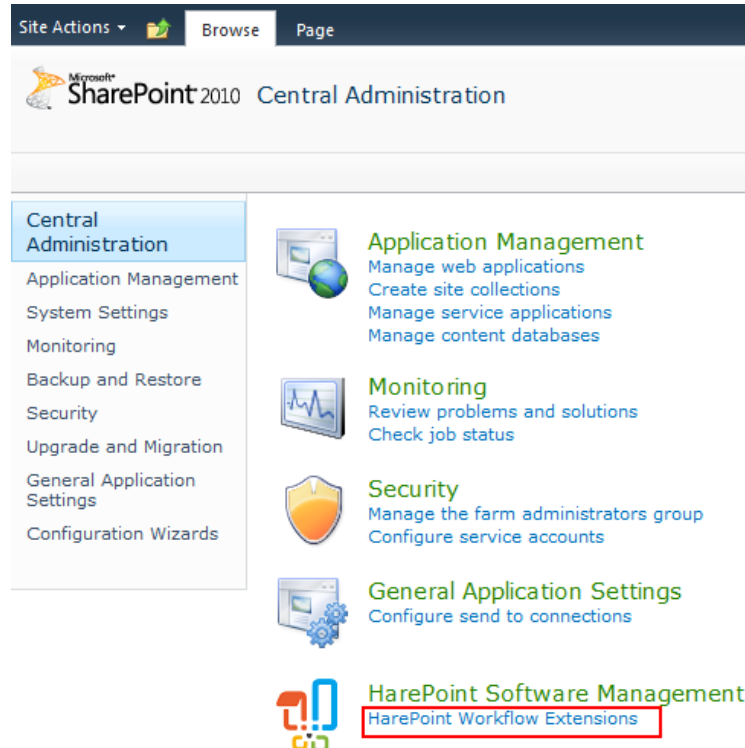 Site Actions Browse Page
Microsoft
SharePoint 2010 Central Administration
Central
Administration
Application Management
System Settings
Monitoring
Backup and Restore
Security
Upgrade and Migration
General Application
Settings
Configuration Wizards
Application Management
Manage web applications
Create site collections
Manage service applications
Manage content databases
Monitoring
Review problems and solutions
Check job status
Security
Manage the farm administrators group
Configure service accounts
General Application Settings
Configure send to connections
HarePoint Software Management
HarePoint Workflow Extensions